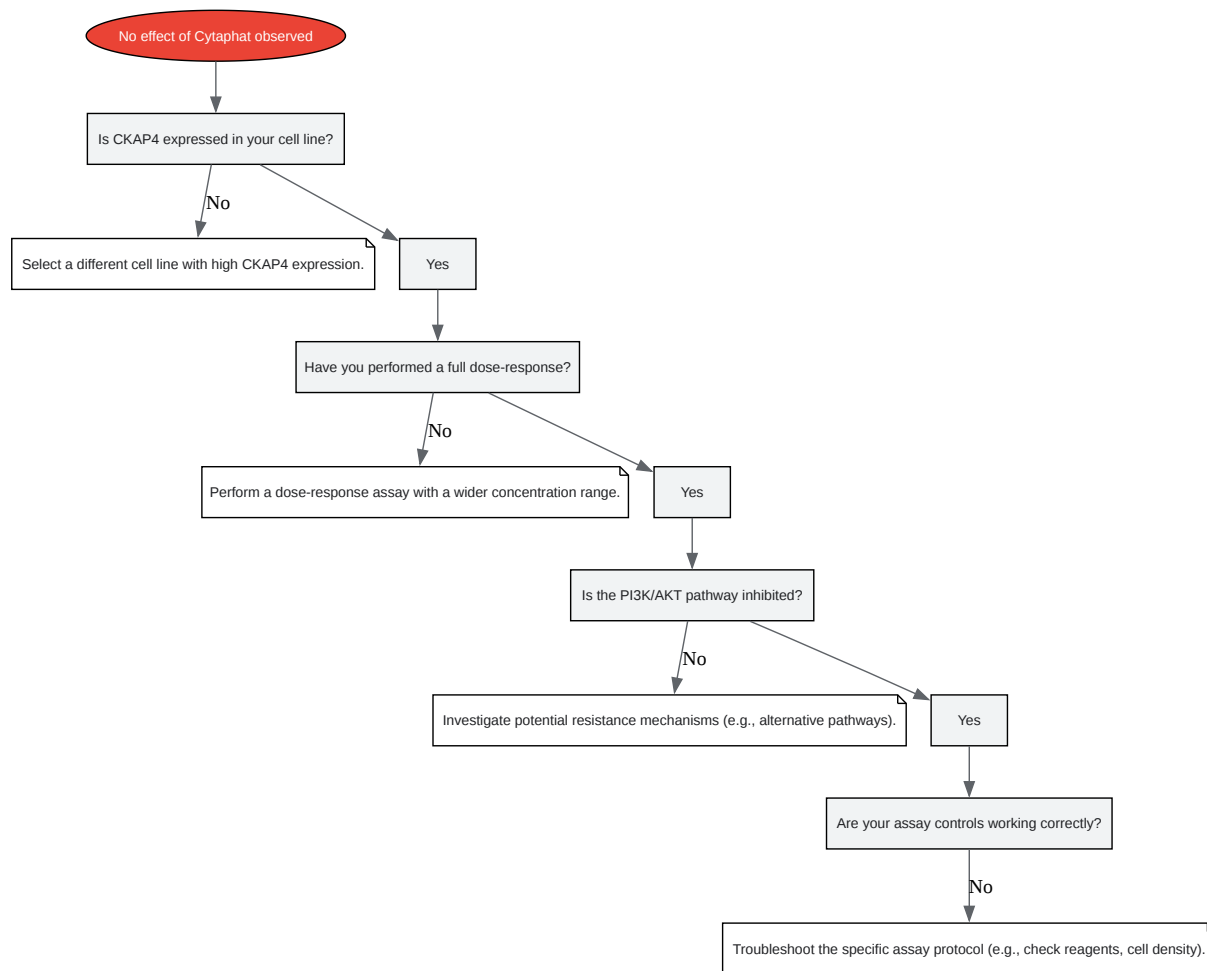 No effect of Cytaphat observed
Is CKAP4 expressed in your cell line?
No
Select a different cell line with high CKAP4 expression.
Yes
Have you performed a full dose-response?
No
Perform a dose-response assay with a wider concentration range.
Yes
Is the PI3K/AKT pathway inhibited?
No
Investigate potential resistance mechanisms (e.g., alternative pathways).
Yes
Are your assay controls working correctly?
No
Troubleshoot the specific assay protocol (e.g., check reagents, cell density).